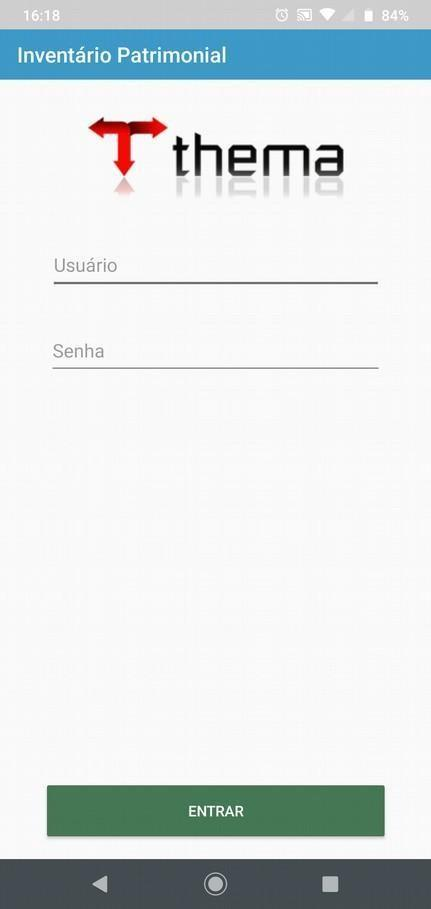 16:18
84%
Inventário Patrimonial
thema
Usuário
Senha
ENTRAR